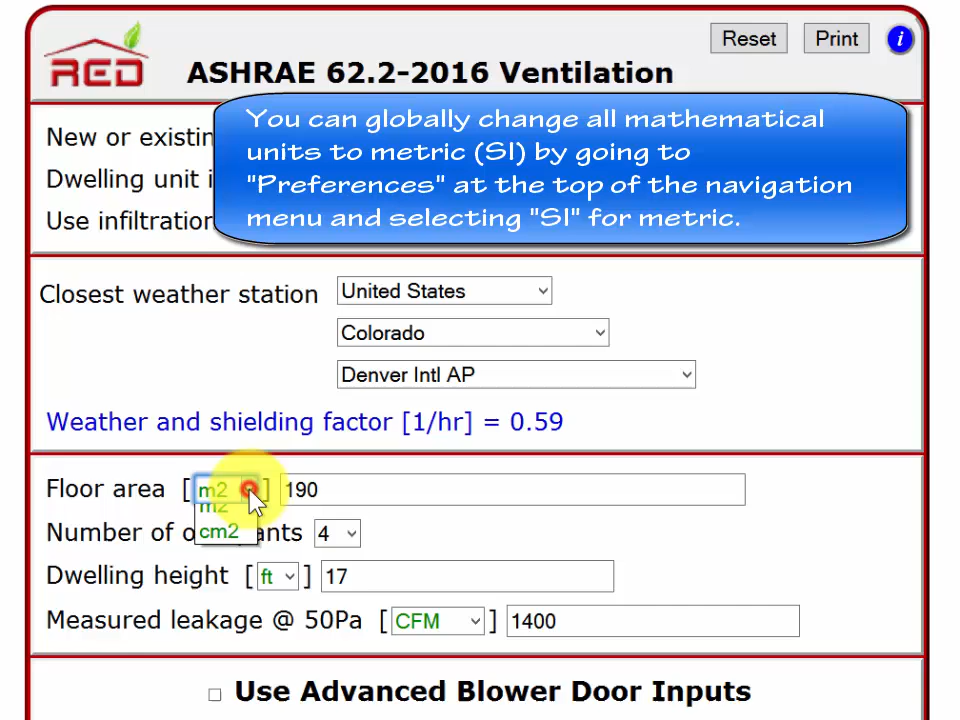 Reset Print i
RED
ASHRAE 62.2-2016 Ventilation
You can globally change all mathematical
units to metric (SI) by going to
"Preferences" at the top of the navigation
menu and selecting "SI" for metric.
New or existin
Dwelling unit i
Use infiltration
Closest weather station United States
Colorado
Denver Intl AP
Weather and shielding factor [1/hr] = 0.59
Floor area [ m2 ] 190
m2
cm2
Number of o ants 4
Dwelling height [ ft ] 17
Measured leakage @ 50Pa [ CFM ] 1400
Use Advanced Blower Door Inputs